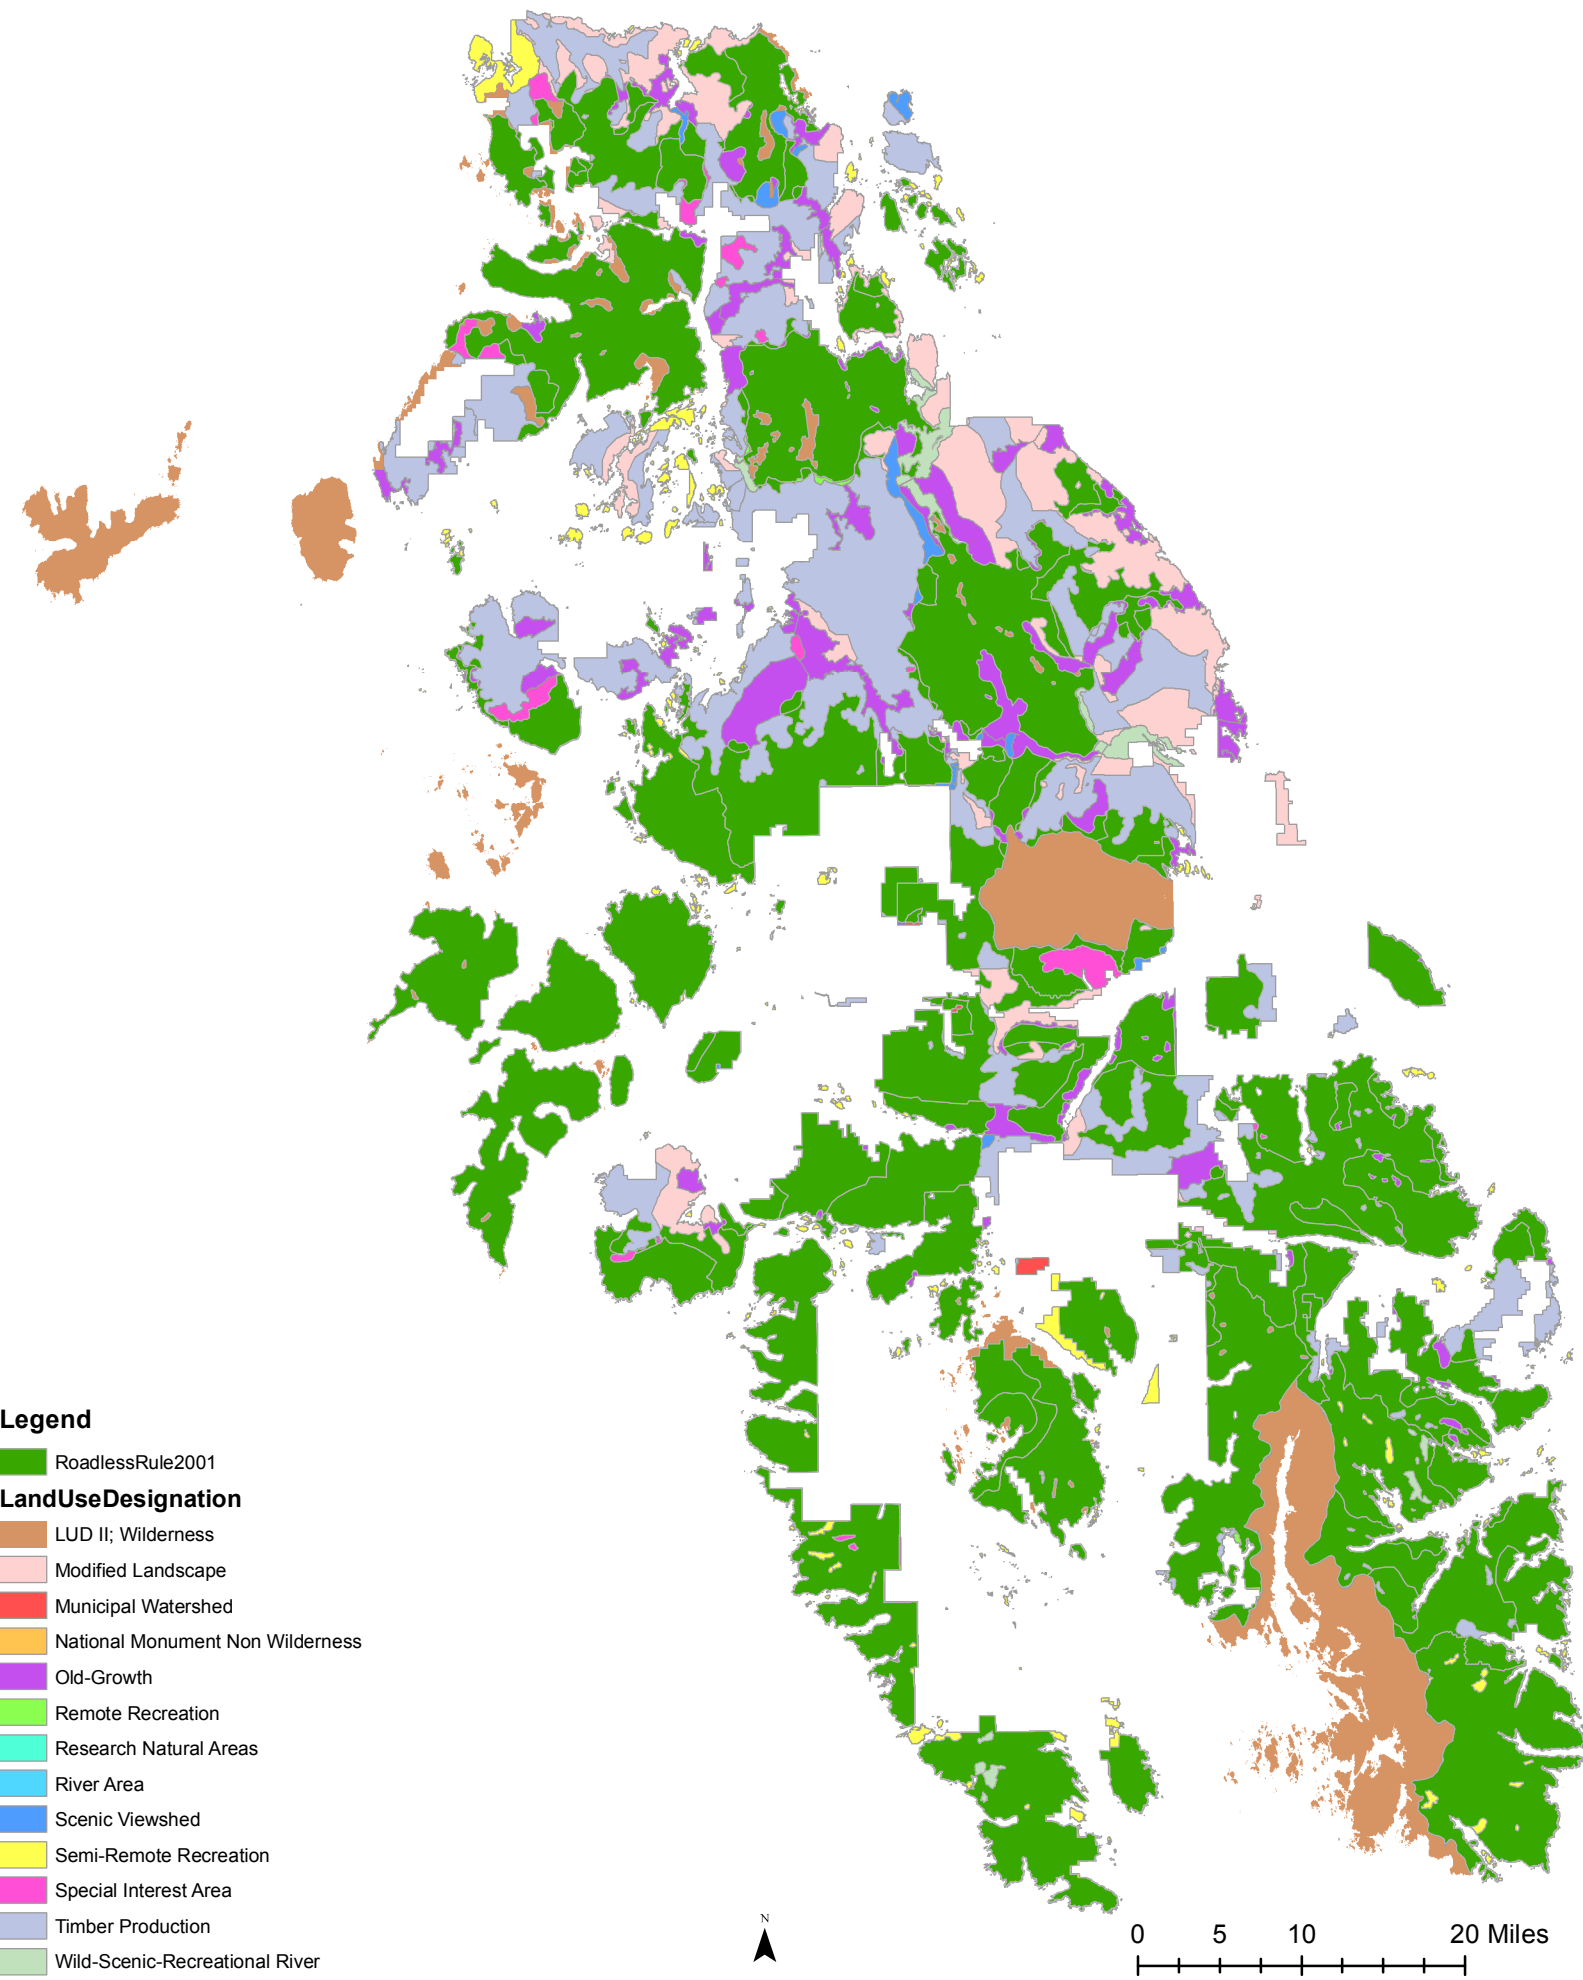 Legend
RoadlessRule2001
LandUseDesignation
LUD II; Wilderness
Modified Landscape
Municipal Watershed
National Monument Non Wilderness
Old-Growth
Remote Recreation
Research Natural Areas
River Area
Scenic Viewshed
Semi-Remote Recreation
Special Interest Area
Timber Production
Wild-Scenic-Recreational River
N
0 5 10 20 Miles